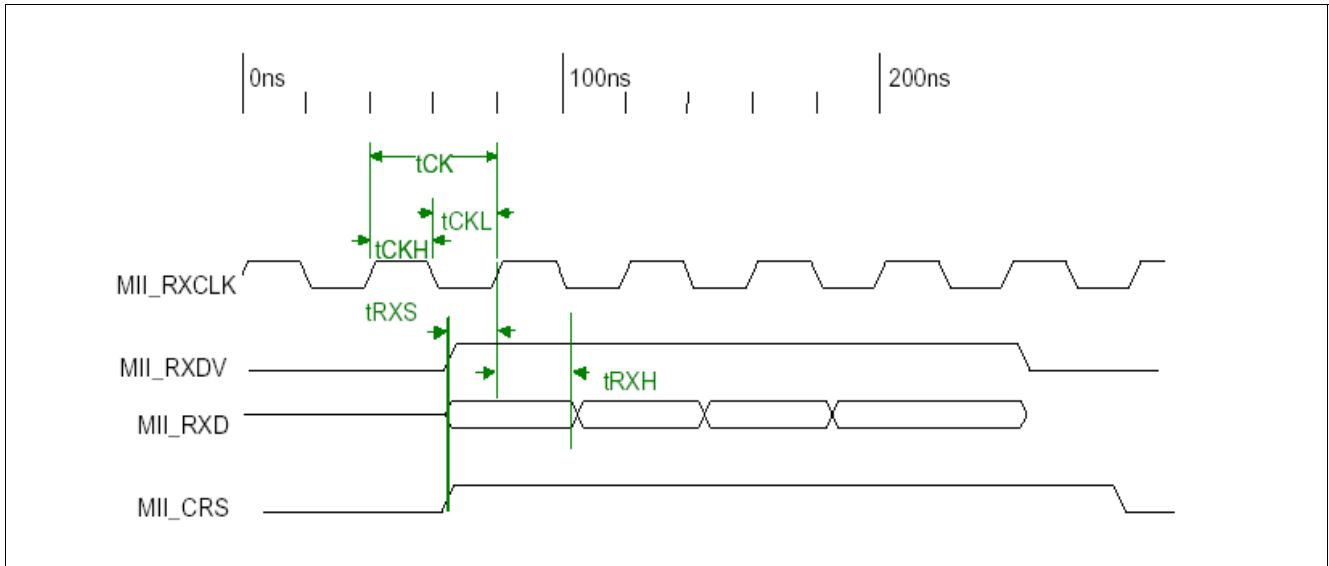 0ns 100ns 200ns
tCK
tCKL
tCKH
MII_RXCLK
tRXS
MII_RXDV
tRXH
MII_RXD
MII_CRS